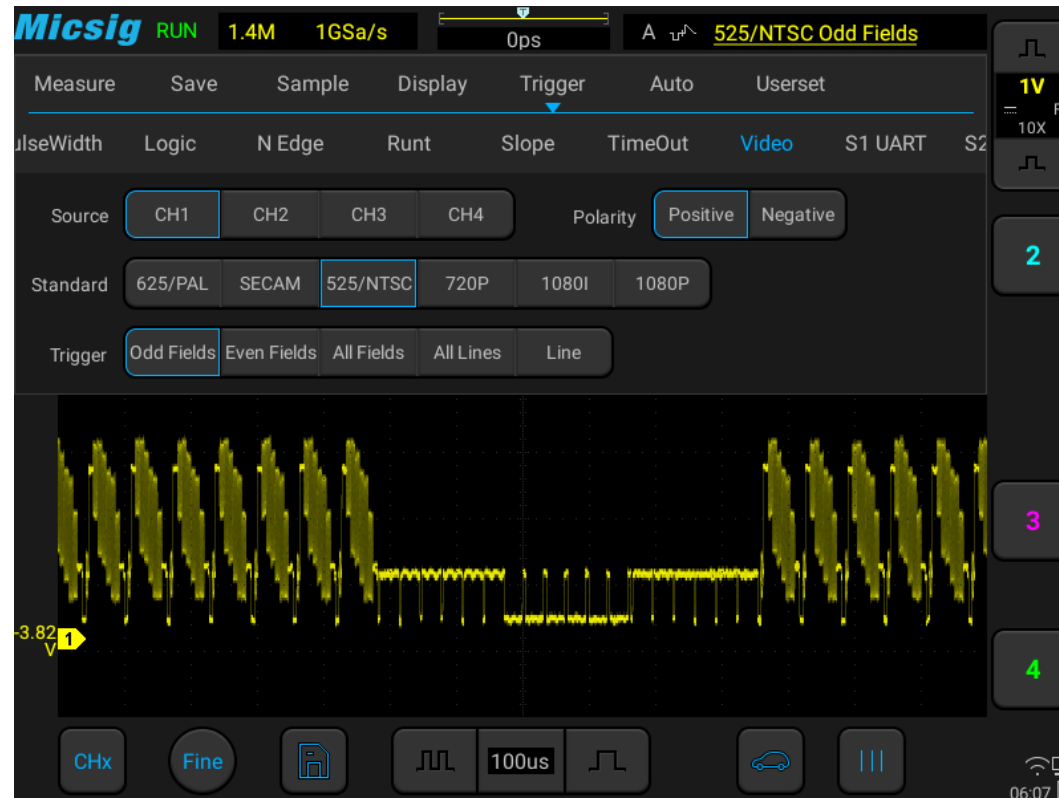 Micsig RUN 1.4M 1GSa/s T 0ps A 525/NTSC Odd Fields
Measure Save Sample Display Trigger Auto Userset
ulseWidth Logic N Edge Runt Slope TimeOut Video S1 UART S2
Source CH1 CH2 CH3 CH4 Polarity Positive Negative
Standard 625/PAL SECAM 525/NTSC 720P 1080I 1080P
Trigger Odd Fields Even Fields All Fields All Lines Line
1V
10X
2
3
4
-3.82
V
1
CHx Fine 100us
06:07